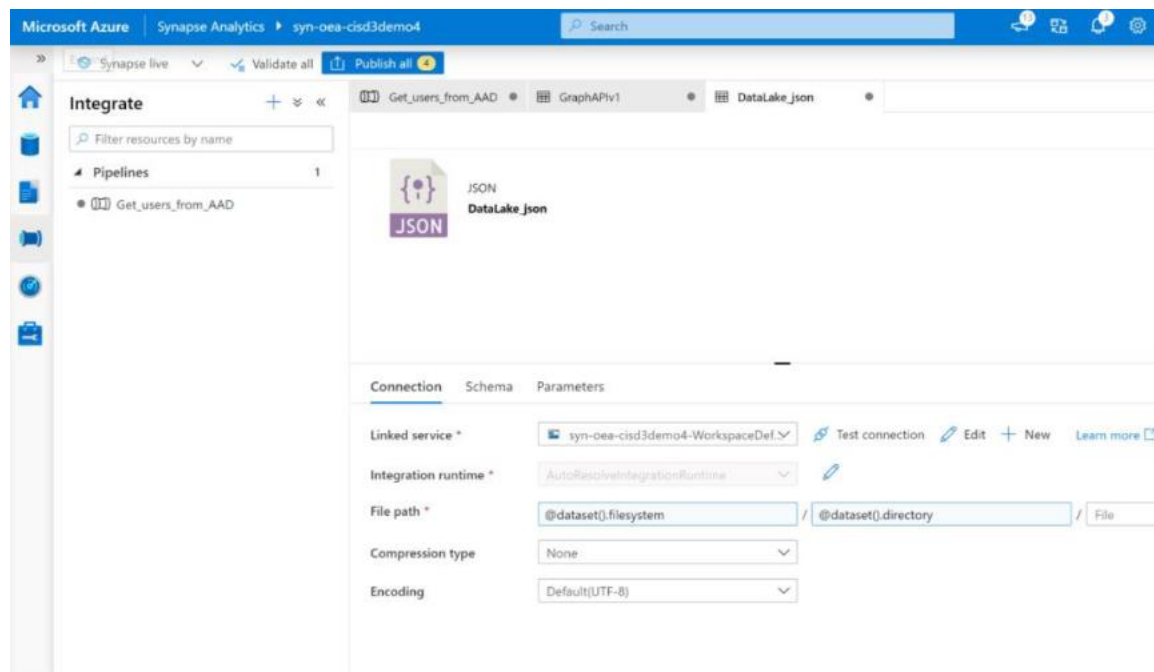 Microsoft Azure | Synapse Analytics ▸ syn-oea-cisd3demo4 Search 13 1
» Synapse live Validate all Publish all 4
Integrate + «
Get_users_from_AAD ● GraphAPIv1 ● DataLake_json ●
Filter resources by name
Pipelines 1
● Get_users_from_AAD
{ } JSON
JSON
DataLake_json
Connection Schema Parameters
Linked service * syn-oea-cisd3demo4-WorkspaceDef... Test connection Edit + New Learn more
Integration runtime * AutoResolveIntegrationRuntime
File path * @dataset().filesystem / @dataset().directory / File
Compression type None
Encoding Default(UTF-8)